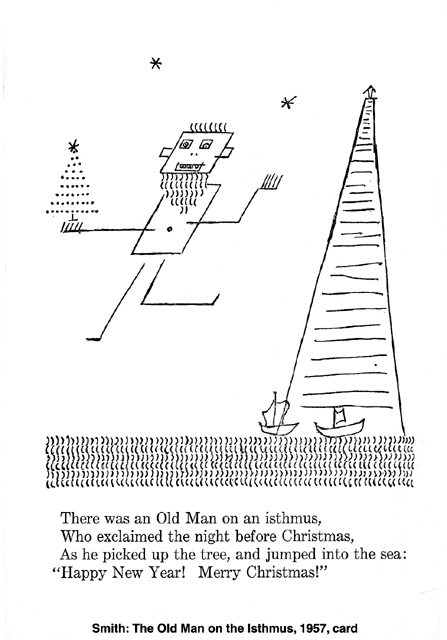 There was an Old Man on an isthmus,
Who exclaimed the night before Christmas,
As he picked up the tree, and jumped into the sea:
"Happy New Year!  Merry Christmas!"
Smith: The Old Man on the Isthmus, 1957, card